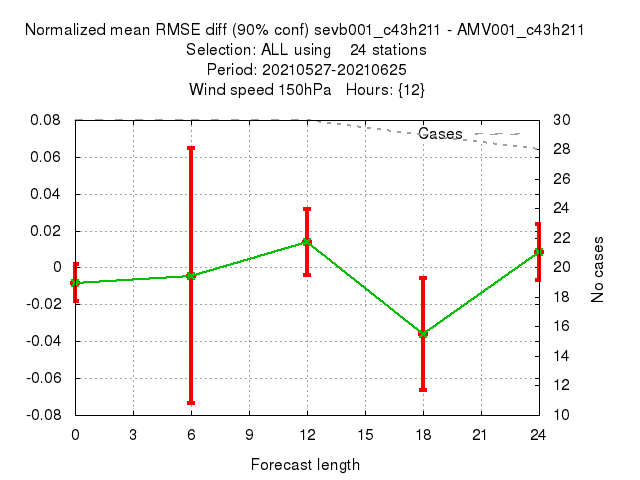 Normalized mean RMSE diff (90% conf) sevb001_c43h211 - AMV001_c43h211
Selection: ALL using    24 stations
Period: 20210527-20210625
Wind speed 150hPa   Hours: {12}
Cases
0.08
0.06
0.04
0.02
0
-0.02
-0.04
-0.06
-0.08
30
28
26
24
22
20
18
16
14
12
10
No cases
0 3 6 9 12 15 18 21 24
Forecast length